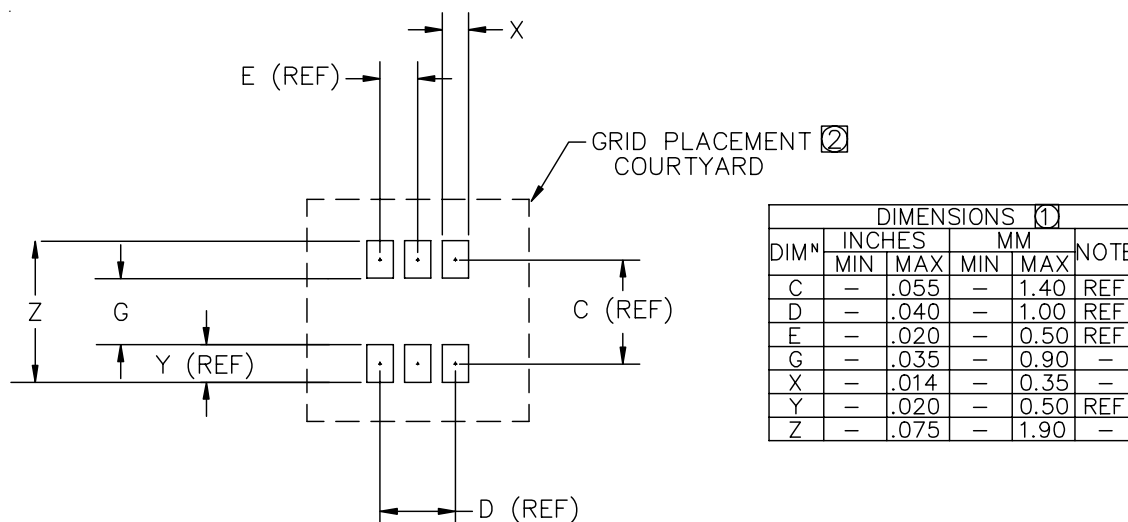 X
E (REF)
GRID PLACEMENT ②
COURTYARD
Z
G
Y (REF)
C (REF)
D (REF)
DIMENSIONS ①
DIMᴺ INCHES MM NOTE
MIN MAX MIN MAX
C – .055 – 1.40 REF
D – .040 – 1.00 REF
E – .020 – 0.50 REF
G – .035 – 0.90 –
X – .014 – 0.35 –
Y – .020 – 0.50 REF
Z – .075 – 1.90 –